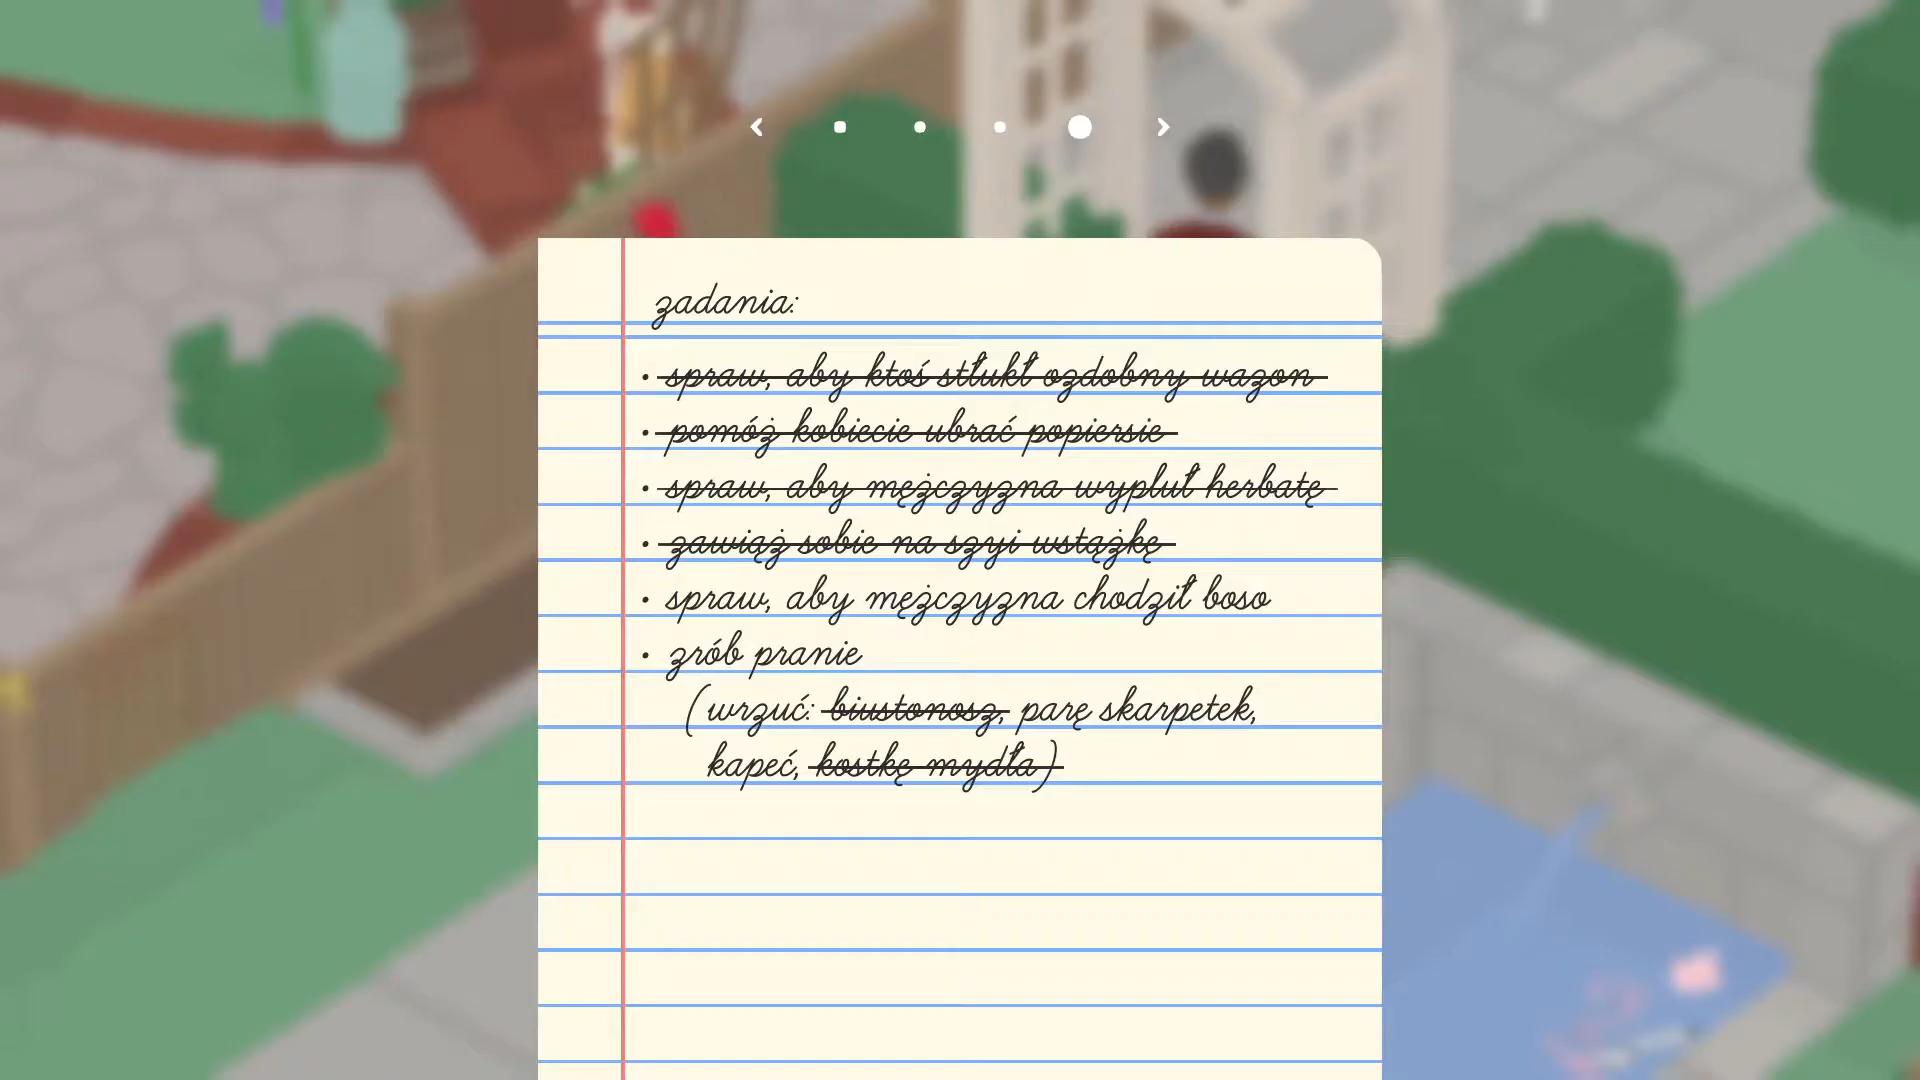 zadania:
• spraw, aby ktoś stłukł ozdobny wazon
• pomóż kobiecie ubrać popiersie
• spraw, aby mężczyzna wypluł herbatę
• zawiąż sobie na szyi wstążkę
• spraw, aby mężczyzna chodził boso
• zrób pranie
(wrzuć: biustonosz, parę skarpetek,
kapeć, kostkę mydła)